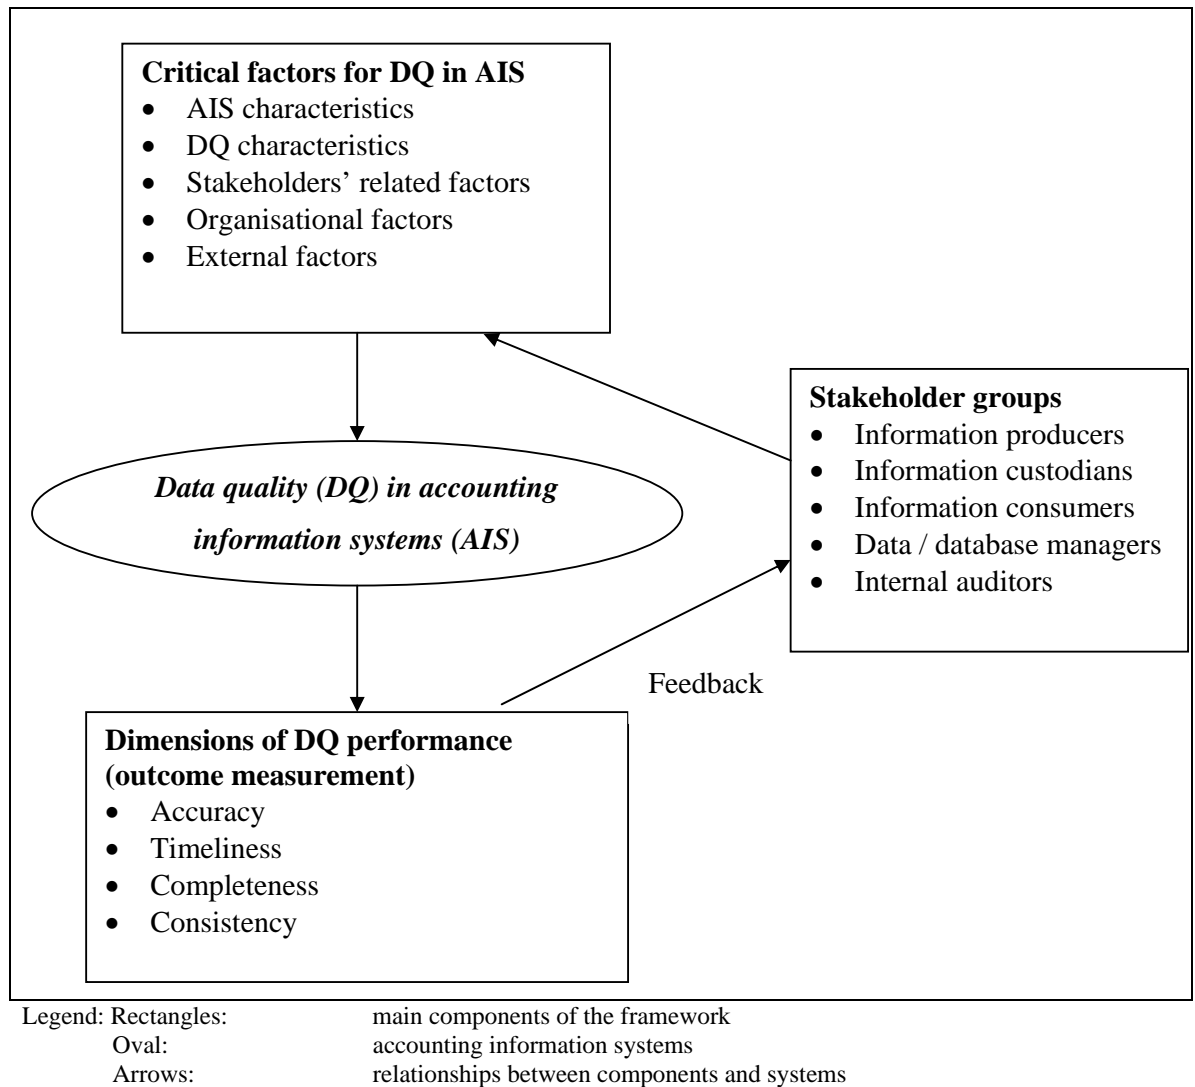 Critical factors for DQ in AIS
• AIS characteristics
• DQ characteristics
• Stakeholders’ related factors
• Organisational factors
• External factors
Stakeholder groups
• Information producers
• Information custodians
• Information consumers
• Data / database managers
• Internal auditors
Data quality (DQ) in accounting
information systems (AIS)
Feedback
Dimensions of DQ performance
(outcome measurement)
• Accuracy
• Timeliness
• Completeness
• Consistency
Legend: Rectangles: main components of the framework
Oval: accounting information systems
Arrows: relationships between components and systems